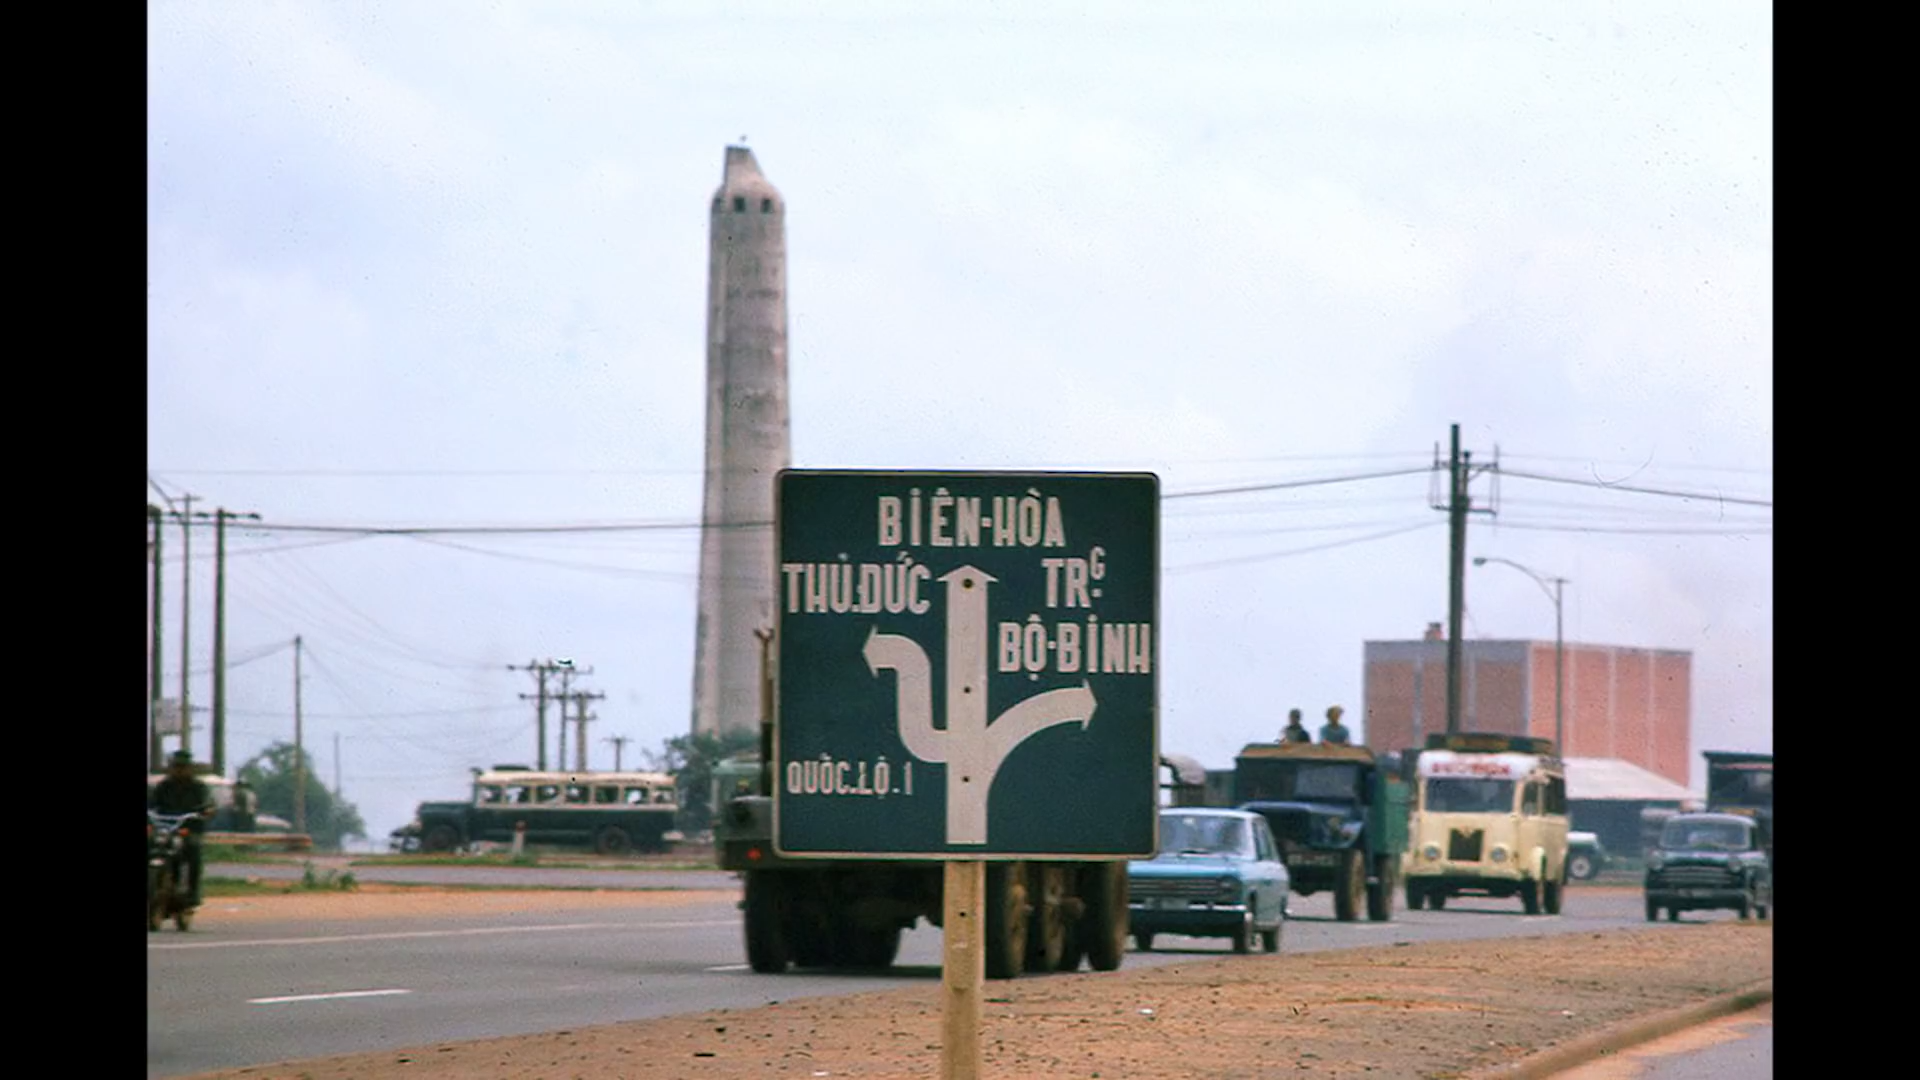 BIÊN-HÒA
THỦ.ĐỨC
TRG.
BỘ-BINH
QUỐC.LỘ.1